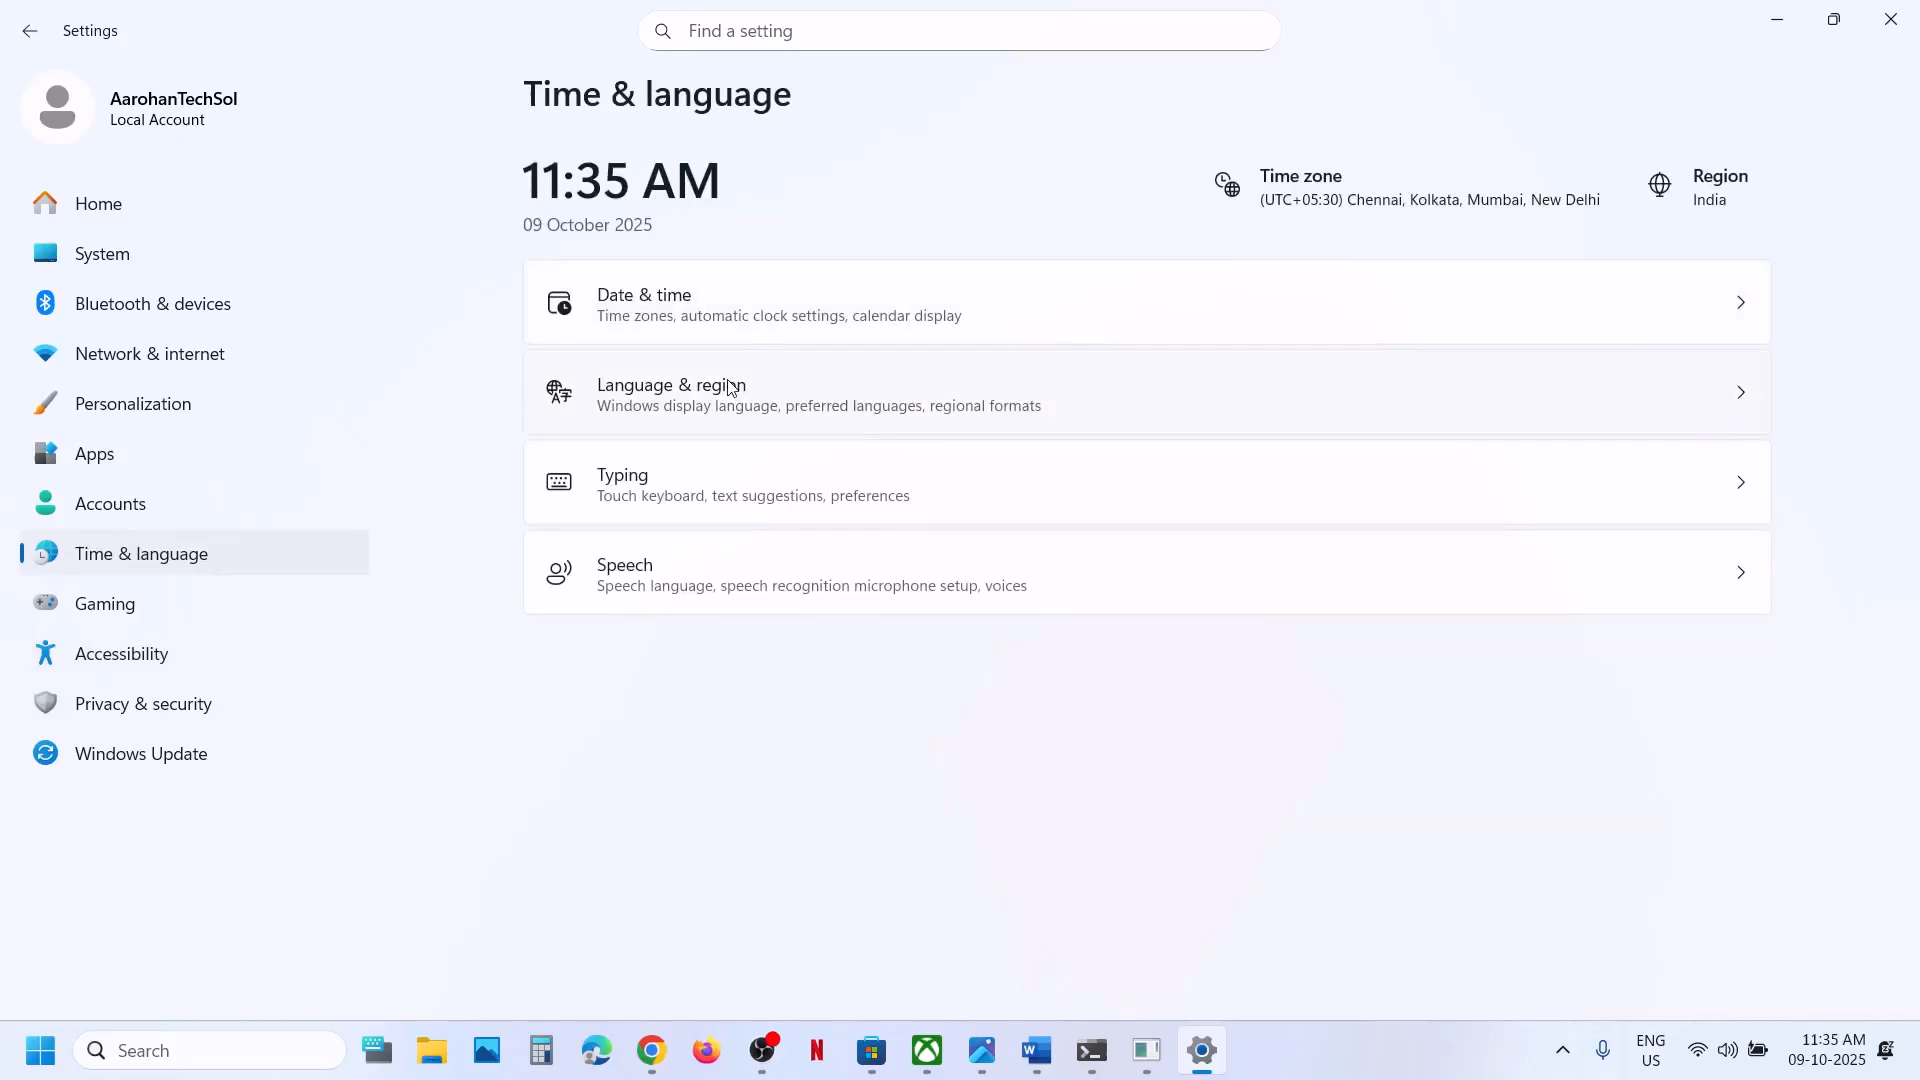 Settings
Find a setting
AarohanTechSol
Local Account
Home
System
Bluetooth & devices
Network & internet
Personalization
Apps
Accounts
Time & language
Gaming
Accessibility
Privacy & security
Windows Update
Time & language
11:35 AM
09 October 2025
Time zone
(UTC+05:30) Chennai, Kolkata, Mumbai, New Delhi
Region
India
Date & time
Time zones, automatic clock settings, calendar display
Language & region
Windows display language, preferred languages, regional formats
Typing
Touch keyboard, text suggestions, preferences
Speech
Speech language, speech recognition microphone setup, voices
Search
ENG
US
11:35 AM
09-10-2025